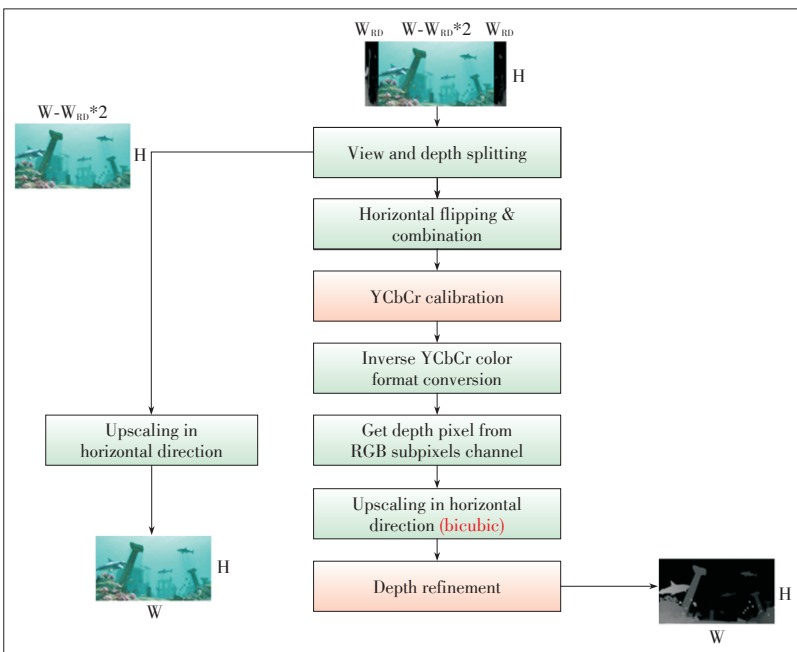 W_RD W-W_RD*2 W_RD
H
W-W_RD*2
H
View and depth splitting
Horizontal flipping &
combination
YCbCr calibration
Inverse YCbCr color
format conversion
Upscaling in
horizontal direction
Get depth pixel from
RGB subpixels channel
Upscaling in horizontal
direction (bicubic)
H
W
Depth refinement
H
W